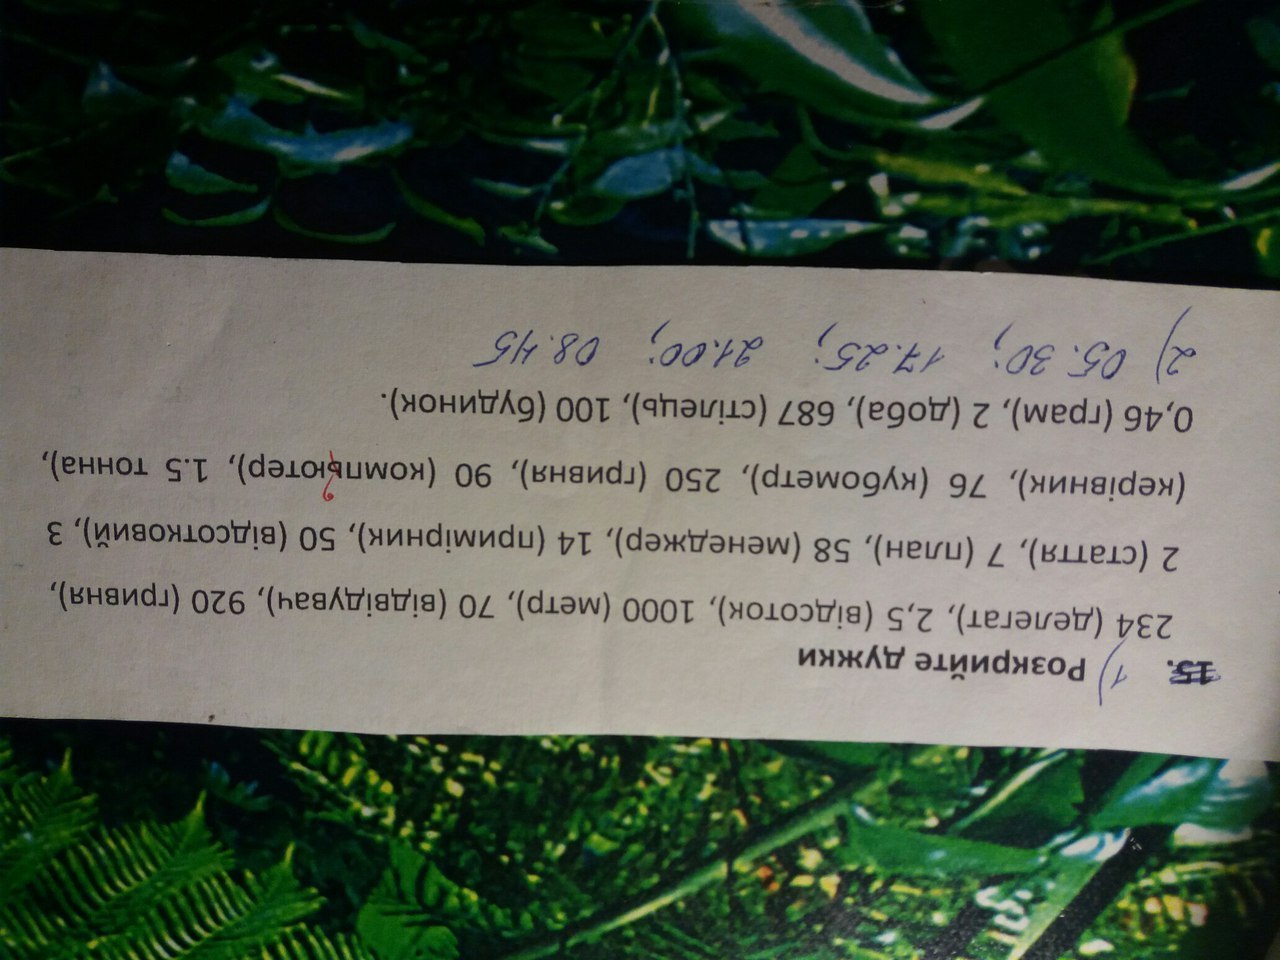 15. 1) Розкрийте дужки
234 (делегат), 2,5 (відсоток), 1000 (метр), 70 (відвідувач), 920 (гривня),
2 (стаття), 7 (план), 58 (менеджер), 14 (примірник), 50 (відсотковий), 3
(керівник), 76 (кубометр), 250 (гривня), 90 (компьютер), 1.5 тонна),
0,46 (грам), 2 (доба), 687 (стілець), 100 (будинок).
2) 05.30; 17.25; 21.00; 08.45